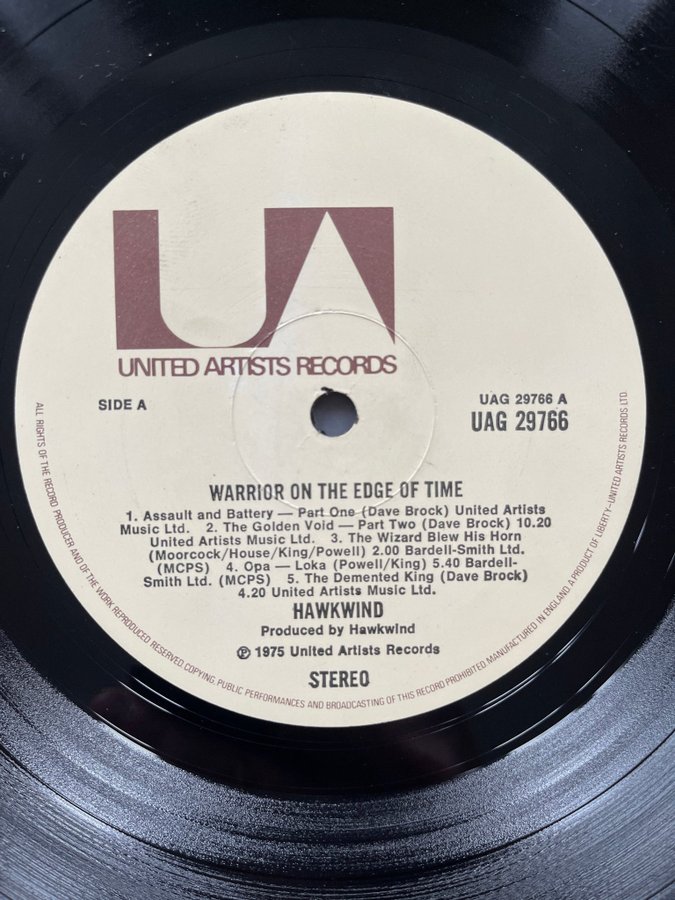 UA
UNITED ARTISTS RECORDS
SIDE A
UAG 29766 A
UAG 29766
WARRIOR ON THE EDGE OF TIME
1. Assault and Battery — Part One (Dave Brock) United Artists
Music Ltd. 2. The Golden Void — Part Two (Dave Brock) 10.20
United Artists Music Ltd. 3. The Wizard Blew His Horn
(Moorcock/House/King/Powell) 2.00 Bardell-Smith Ltd.
(MCPS) 4. Opa — Loka (Powell/King) 5.40 Bardell-
Smith Ltd. (MCPS) 5. The Demented King (Dave Brock)
4.20 United Artists Music Ltd.
HAWKWIND
Produced by Hawkwind
℗ 1975 United Artists Records
STEREO
ALL RIGHTS OF THE RECORD PRODUCER AND OF THE WORK REPRODUCED RESERVED. COPYING, PUBLIC PERFORMANCES AND BROADCASTING OF THIS RECORD PROHIBITED. MANUFACTURED IN ENGLAND A PRODUCT OF LIBERTY-UNITED ARTISTS RECORDS LTD.